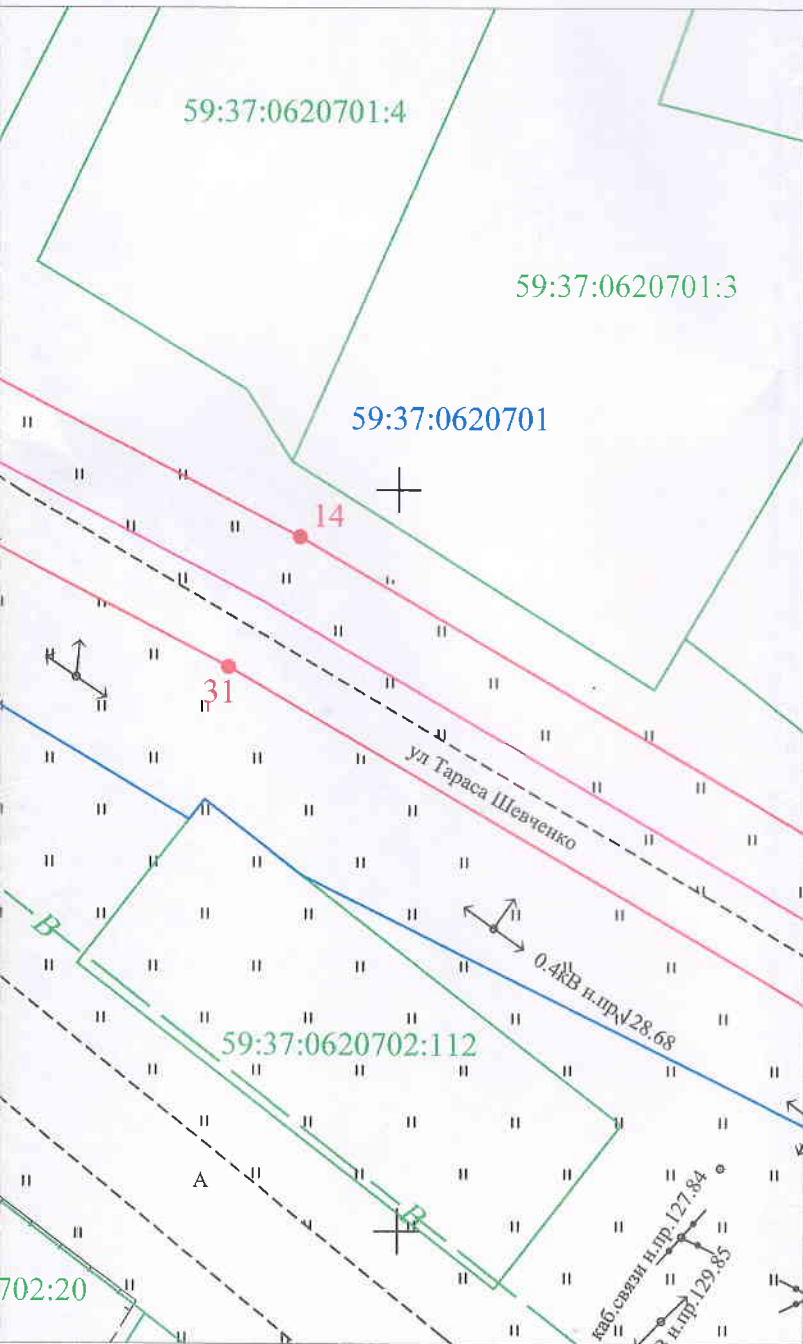 59:37:0620701:4
59:37:0620701:3
59:37:0620701
14
31
ул Тараса Шевченко
В
0.4кВ н.пр.128.68
59:37:0620702:112
А
В
каб.связи н.пр.127.84
В н.пр.129.85
702:20